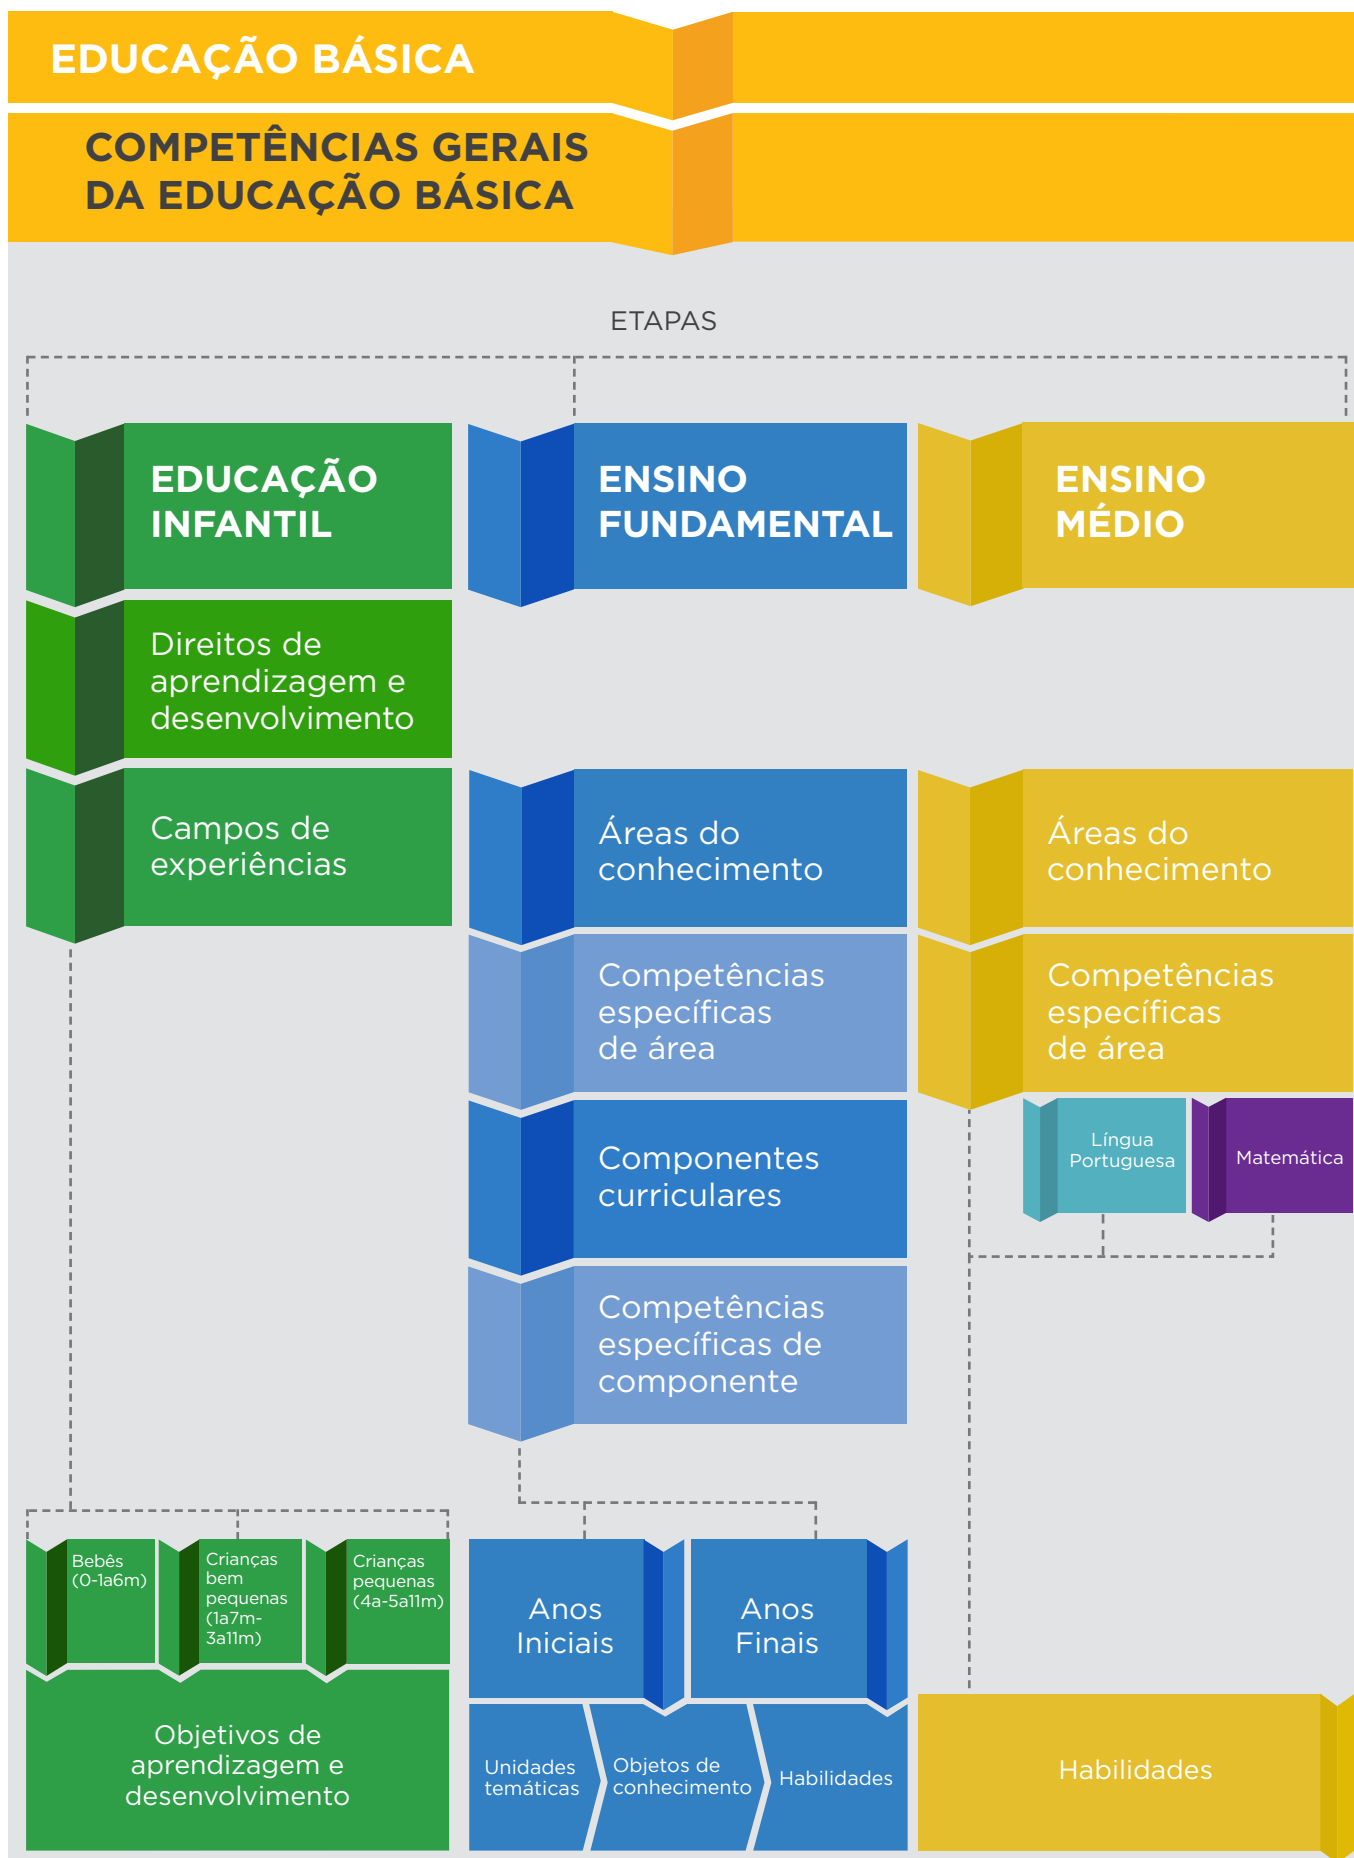 EDUCAÇÃO BÁSICA
COMPETÊNCIAS GERAIS
DA EDUCAÇÃO BÁSICA
ETAPAS
EDUCAÇÃO
INFANTIL
Direitos de
aprendizagem e
desenvolvimento
Campos de
experiências
Bebês
(0-1a6m)
Crianças
bem
pequenas
(1a7m-
3a11m)
Crianças
pequenas
(4a-5a11m)
Objetivos de
aprendizagem e
desenvolvimento
ENSINO
FUNDAMENTAL
Áreas do
conhecimento
Competências
específicas
de área
Componentes
curriculares
Competências
específicas de
componente
Anos
Iniciais
Anos
Finais
Unidades
temáticas
Objetos de
conhecimento
Habilidades
ENSINO
MÉDIO
Áreas do
conhecimento
Competências
específicas
de área
Língua
Portuguesa
Matemática
Habilidades